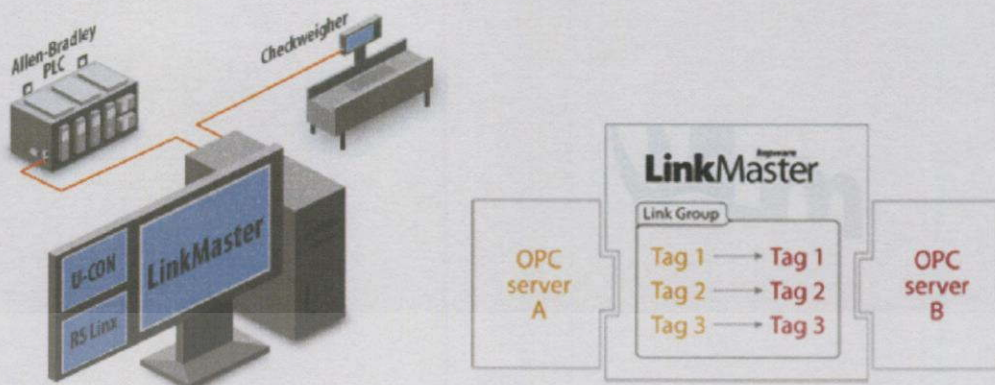 Allen-Bradley
PLC
Checkweigher
U-CON
RS Linx
LinkMaster
Kepware
LinkMaster
Link Group
OPC
server
A
Tag 1 Tag 1
Tag 2 Tag 2
Tag 3 Tag 3
OPC
server
B